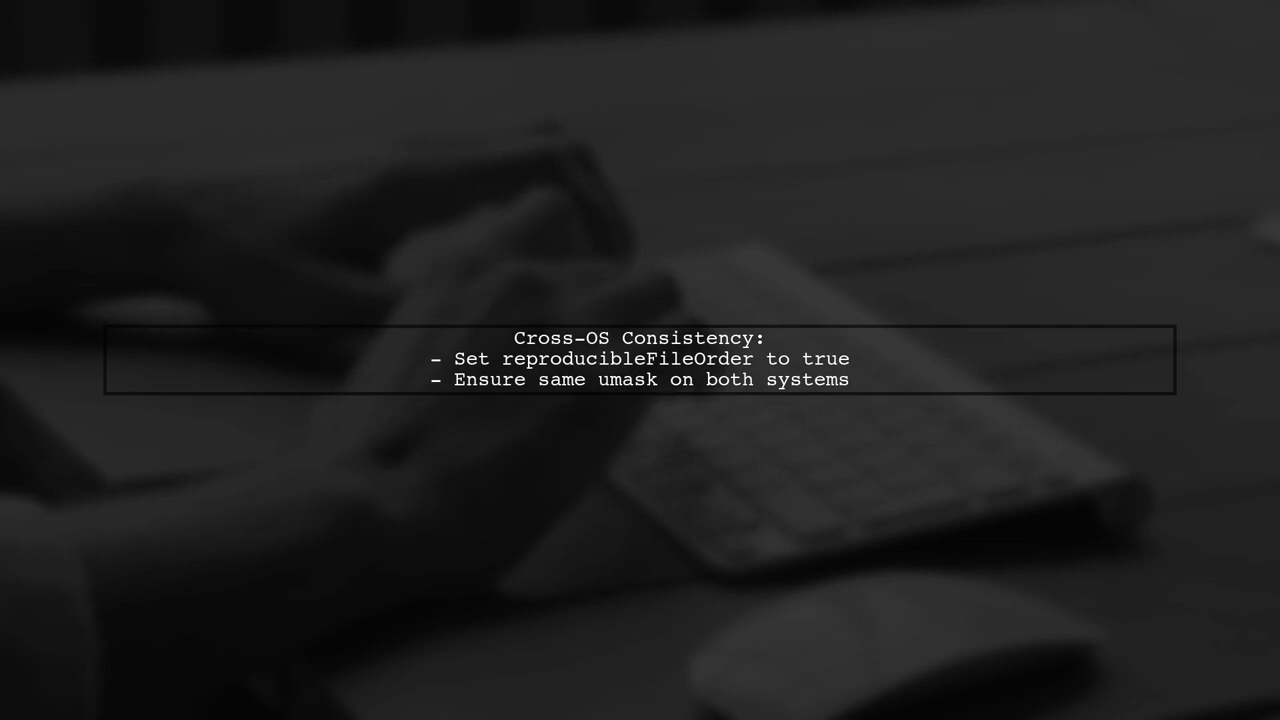 Cross-OS Consistency:
- Set reproducibleFileOrder to true
- Ensure same umask on both systems